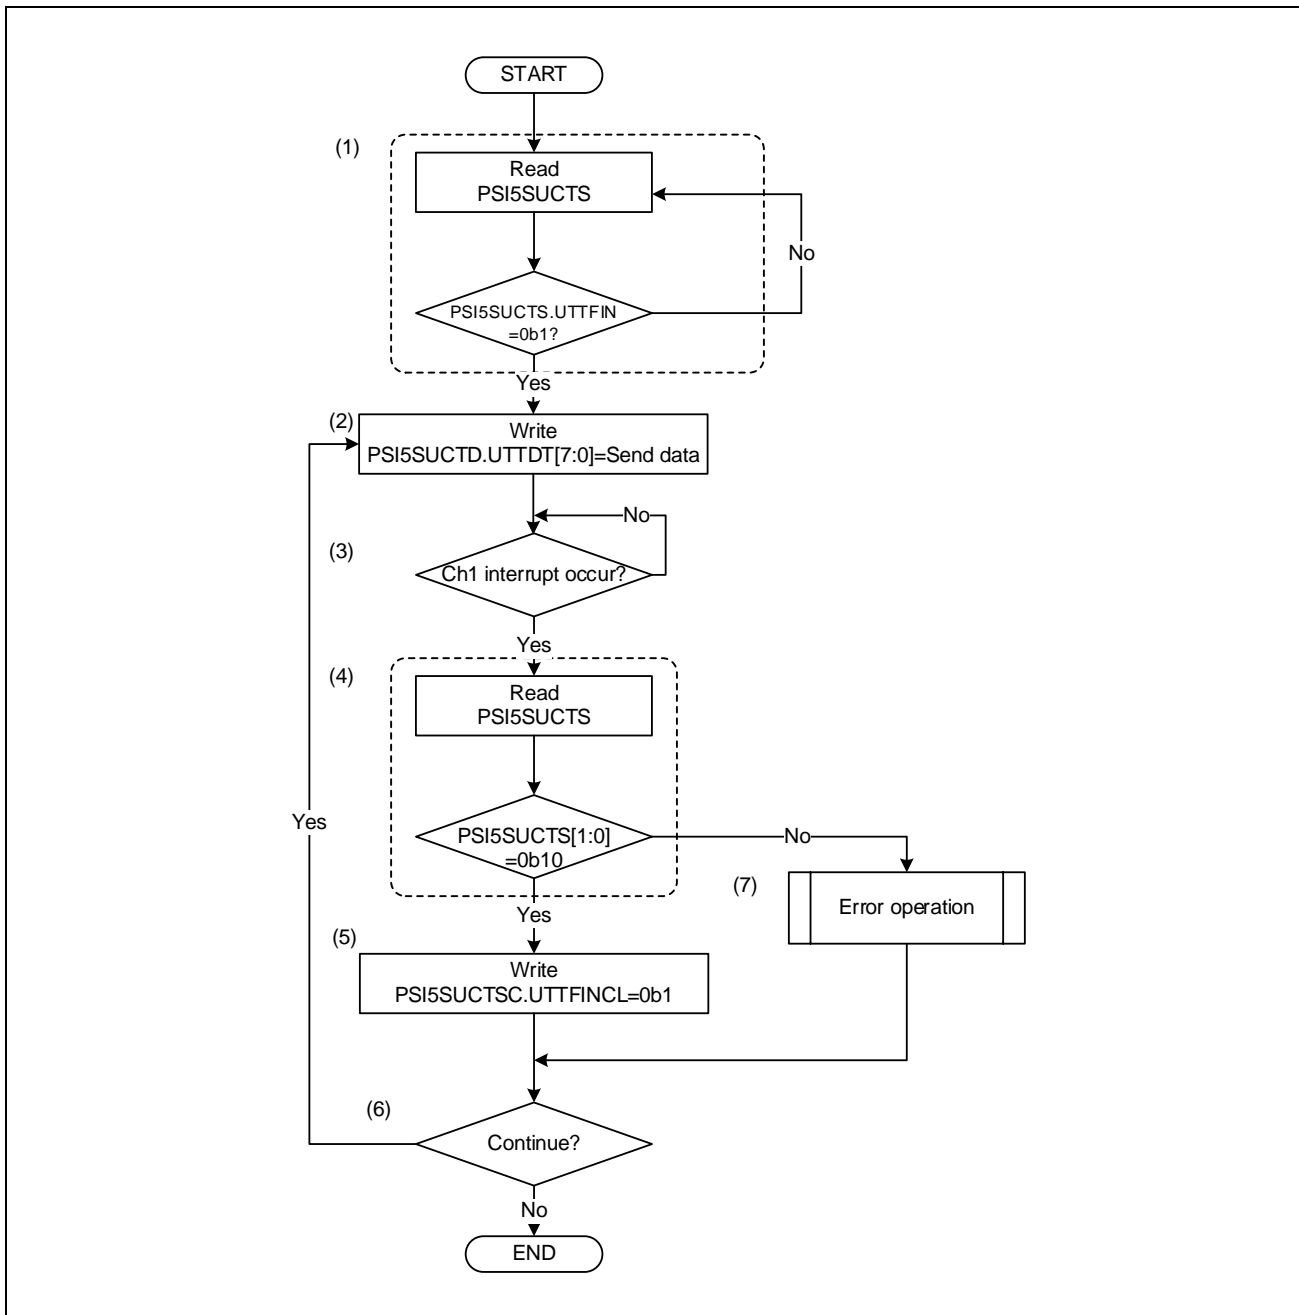 START
(1)
Read
PSI5SUCTS
No
PSI5SUCTS.UTTFIN
=0b1?
Yes
(2)
Write
PSI5SUCTD.UTTDT[7:0]=Send data
No
(3)
Ch1 interrupt occur?
Yes
(4)
Read
PSI5SUCTS
Yes
PSI5SUCTS[1:0]
=0b10
No
(7)
Error operation
Yes
(5)
Write
PSI5SUCTSC.UTTFINCL=0b1
(6)
Continue?
No
END